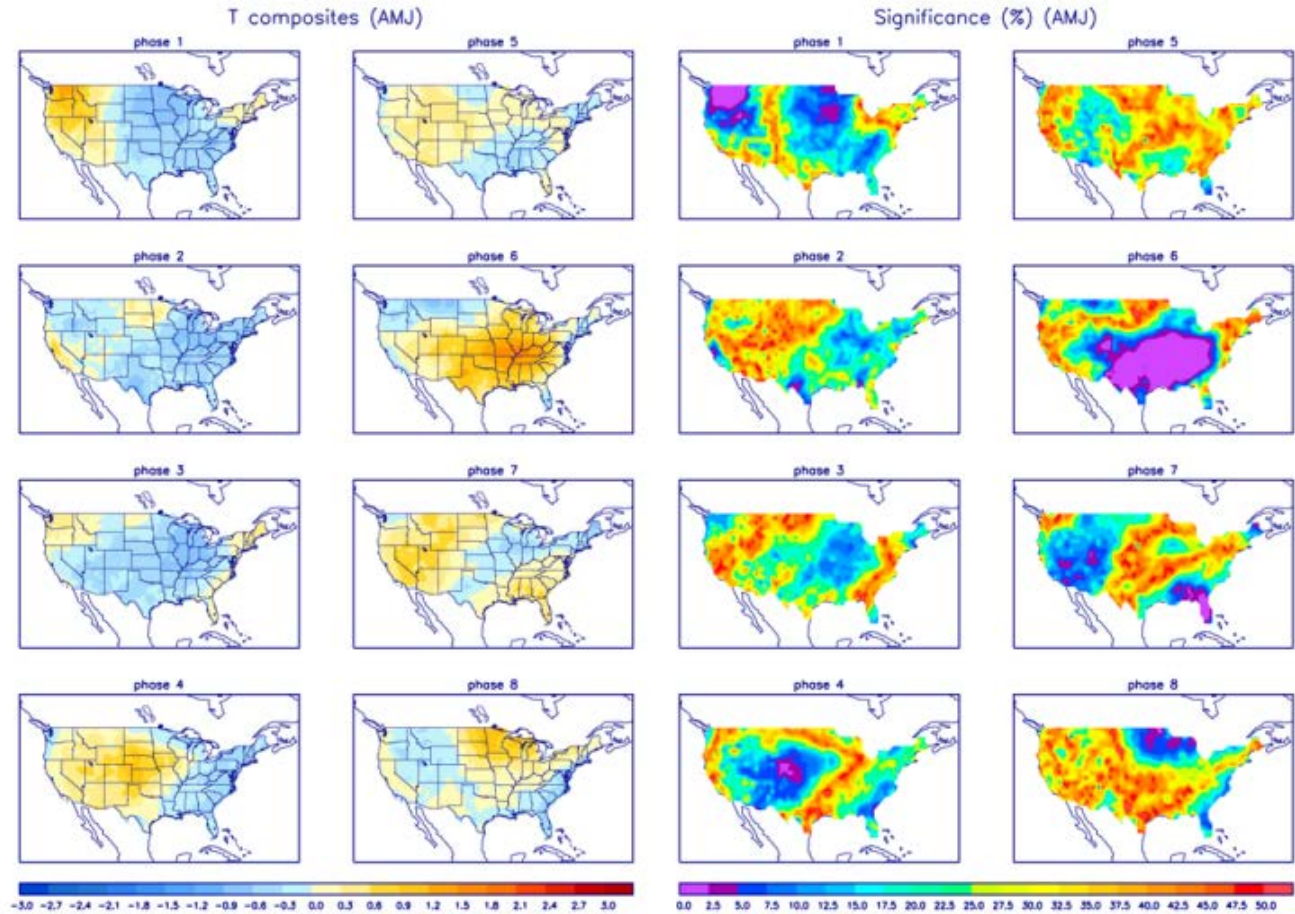 T composites (AMJ) Significance (%) (AMJ)
phase 1 phase 5 phase 1 phase 5
phase 2 phase 6 phase 2 phase 6
phase 3 phase 7 phase 3 phase 7
phase 4 phase 8 phase 4 phase 8
-3.0 -2.7 -2.4 -2.1 -1.8 -1.5 -1.2 -0.9 -0.6 -0.3 0.0 0.3 0.6 0.9 1.2 1.5 1.8 2.1 2.4 2.7 3.0 0.0 2.5 5.0 7.5 10.0 12.5 15.0 17.5 20.0 22.5 25.0 27.5 30.0 32.5 35.0 37.5 40.0 42.5 45.0 47.5 50.0